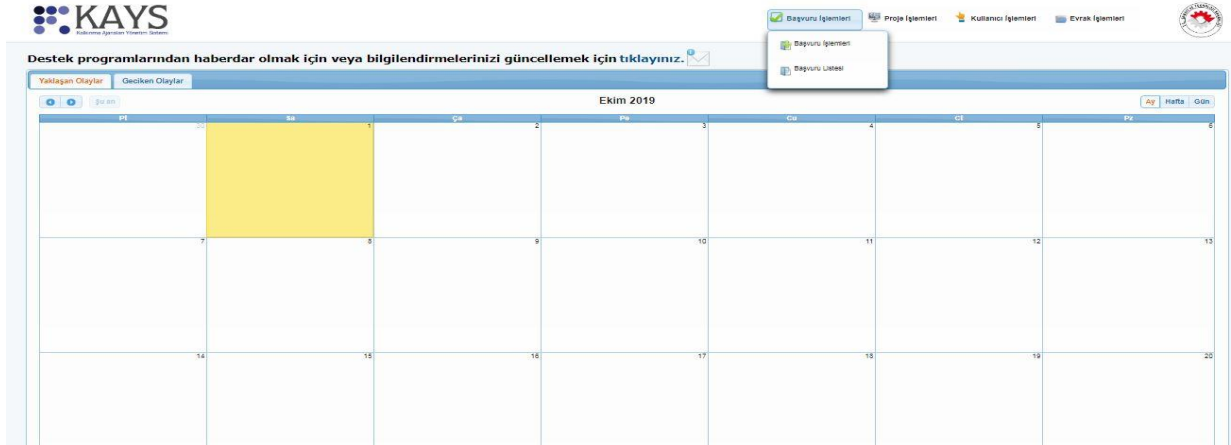 KAYS
Kalkınma Ajansları Yönetim Sistemi
Başvuru İşlemleri
Proje İşlemleri
Kullanıcı İşlemleri
Evrak İşlemleri
Başvuru İşlemleri
Başvuru Listesi
Destek programlarından haberdar olmak için veya bilgilendirmelerinizi güncellemek için tıklayınız.
Yaklaşan Olaylar Geciken Olaylar
Şu an
Ekim 2019
Ay Hafta Gün
Pt Sa Ça Pe Cu Ct Pz
30 1 2 3 4 5 6
7 8 9 10 11 12 13
14 15 16 17 18 19 20